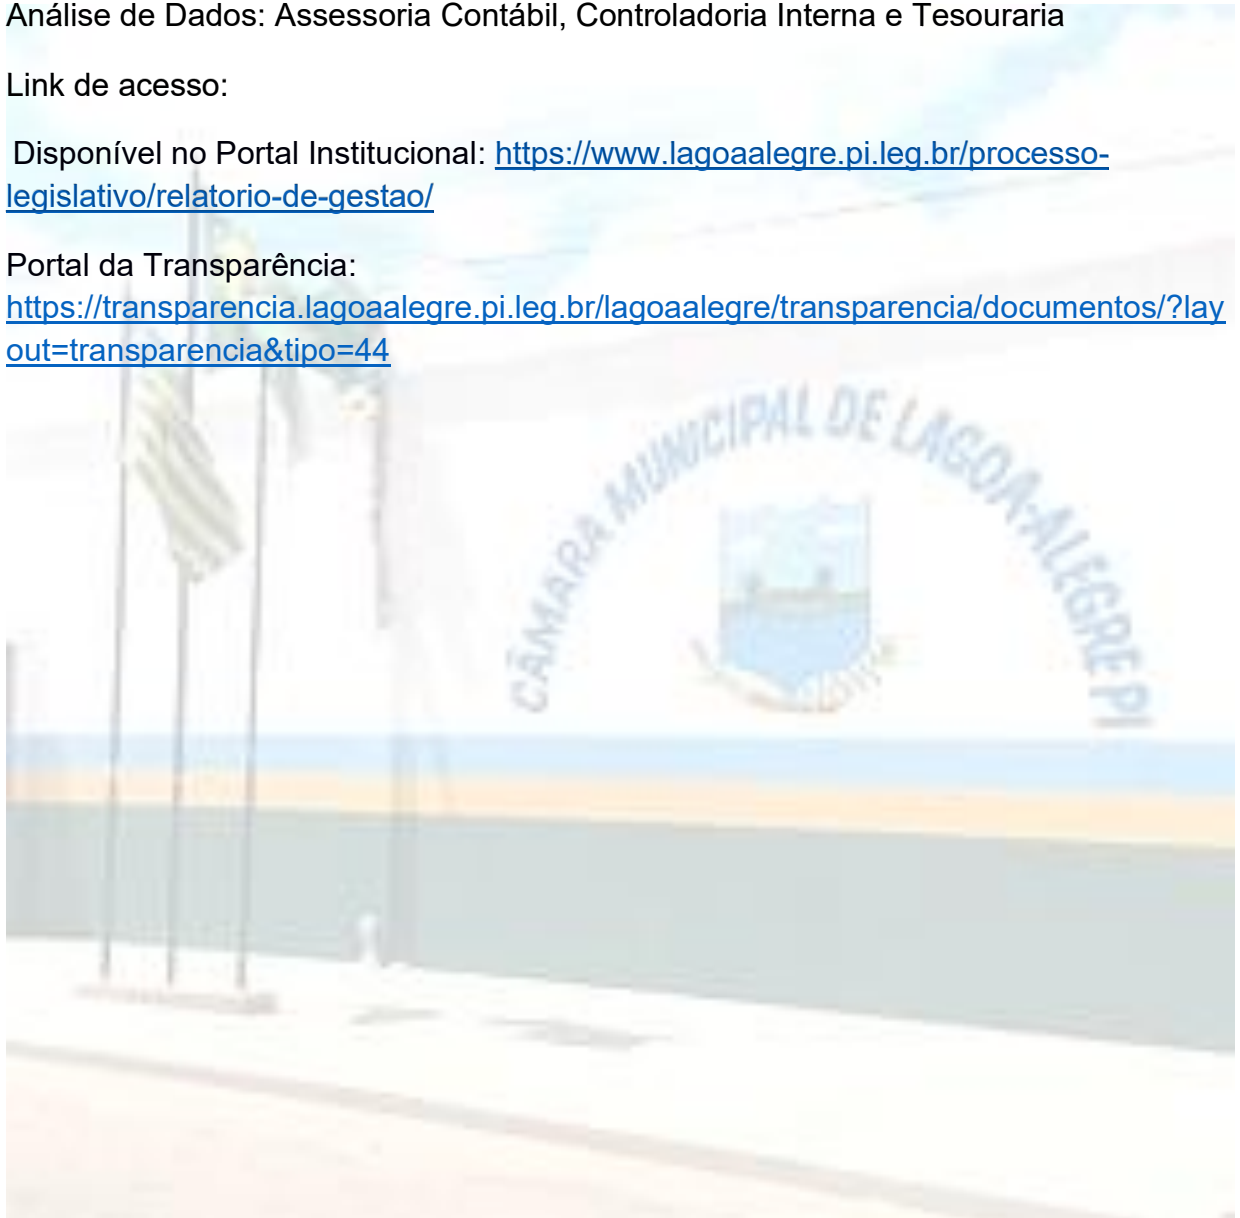 Análise de Dados: Assessoria Contábil, Controladoria Interna e Tesouraria
Link de acesso:
Disponível no Portal Institucional: https://www.lagoaalegre.pi.leg.br/processo-
legislativo/relatorio-de-gestao/
Portal da Transparência:
https://transparencia.lagoaalegre.pi.leg.br/lagoaalegre/transparencia/documentos/?lay
out=transparencia&tipo=44
CÂMARA MUNICIPAL DE LAGOA-ALEGRE PI